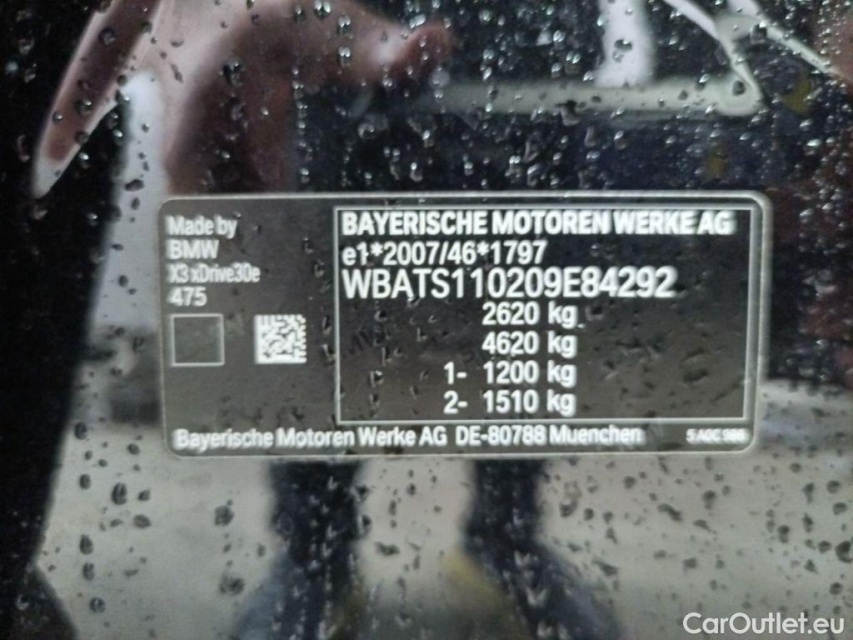 Made by
BMW
X3 xDrive30e
475
BAYERISCHE MOTOREN WERKE AG
e1*2007/46*1797
WBATS110209E84292
2620 kg
4620 kg
1- 1200 kg
2- 1510 kg
Bayerische Motoren Werke AG DE-80788 Muenchen
CarOutlet.eu